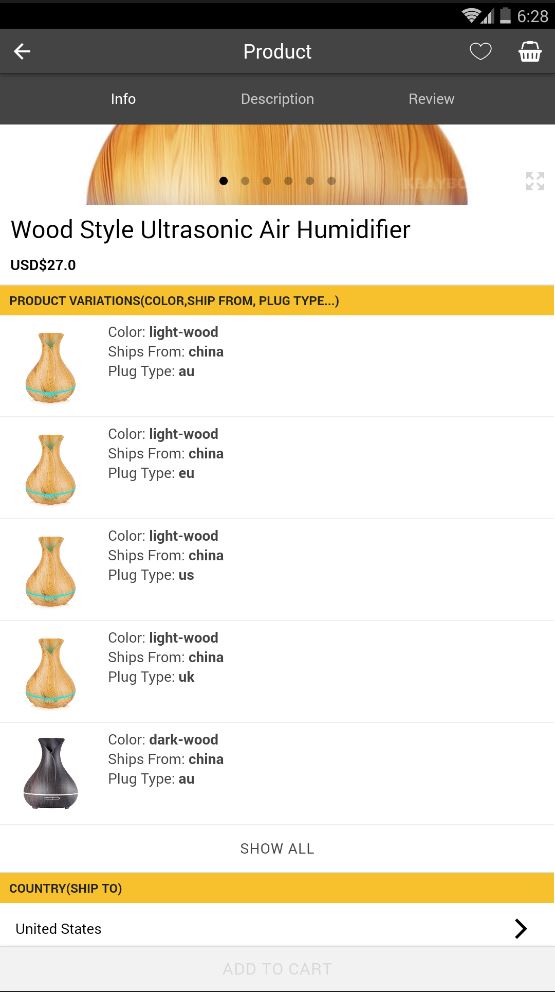 6:28
Product
Info Description Review
Wood Style Ultrasonic Air Humidifier
USD$27.0
PRODUCT VARIATIONS(COLOR,SHIP FROM, PLUG TYPE...)
Color: light-wood
Ships From: china
Plug Type: au
Color: light-wood
Ships From: china
Plug Type: eu
Color: light-wood
Ships From: china
Plug Type: us
Color: light-wood
Ships From: china
Plug Type: uk
Color: dark-wood
Ships From: china
Plug Type: au
SHOW ALL
COUNTRY(SHIP TO)
United States
ADD TO CART